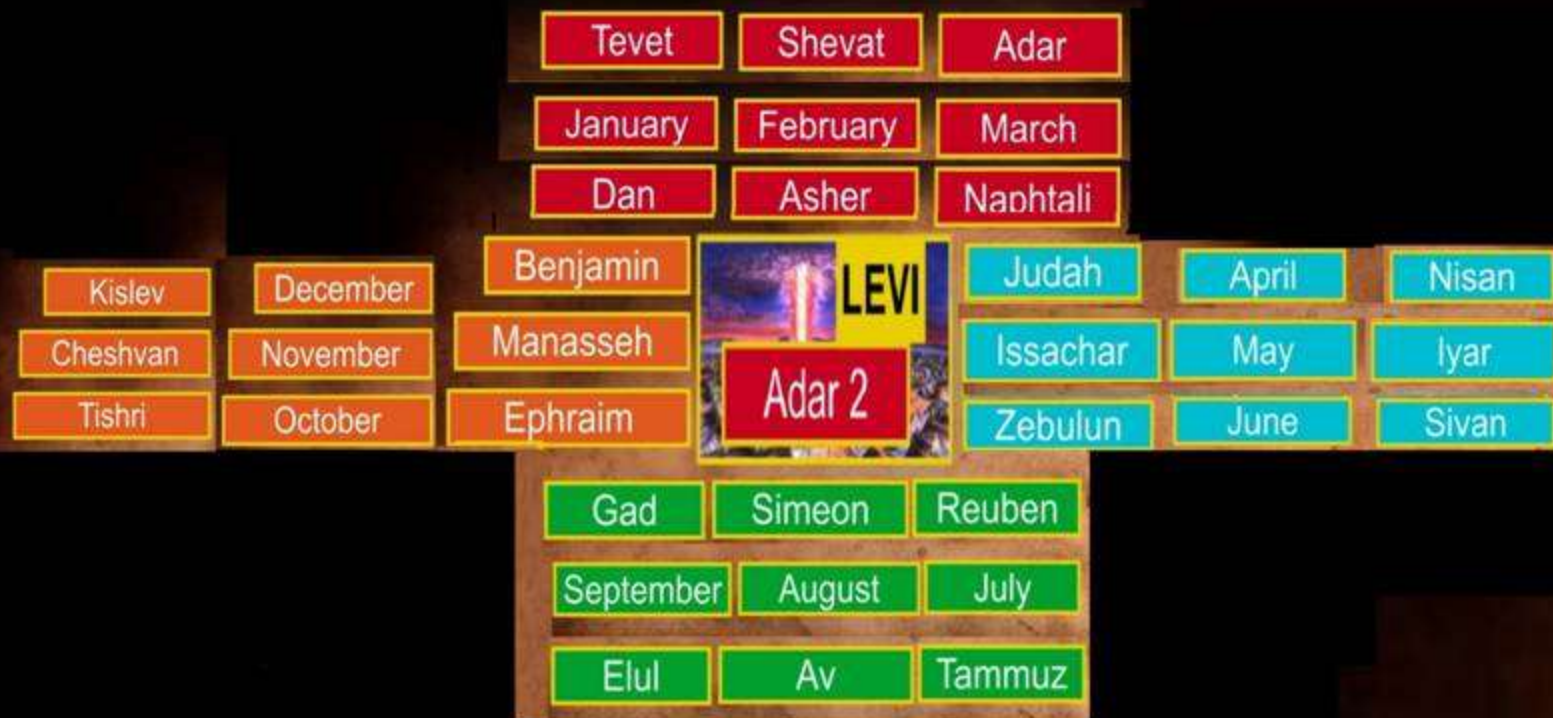 Tevet Shevat Adar
January February March
Dan Asher Naphtali
Kislev December Benjamin LEVI Judah April Nisan
Cheshvan November Manasseh Issachar May Iyar
Tishri October Ephraim Adar 2 Zebulun June Sivan
Gad Simeon Reuben
September August July
Elul Av Tammuz